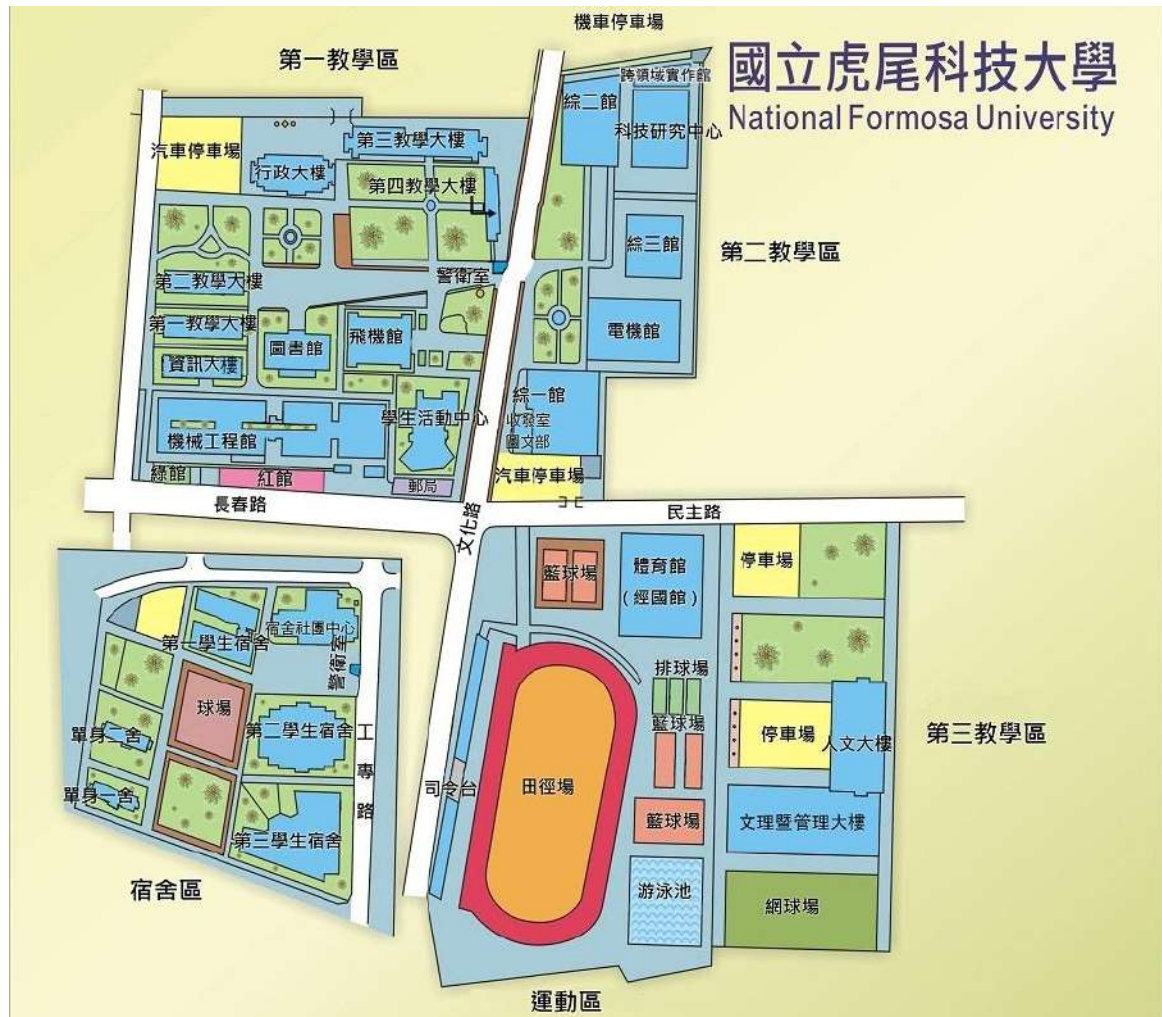 機車停車場
第一教學區
國立虎尾科技大學
National Formosa University
跨領域實作館
綜二館
科技研究中心
汽車停車場
第三教學大樓
行政大樓
第四教學大樓
綜三館
第二教學區
警衛室
第二教學大樓
第一教學大樓
圖書館
飛機館
電機館
資訊大樓
學生活動中心
綜一館
收發室
圖文部
機械工程館
綠館
紅館
郵局
汽車停車場
長春路
文化路
民主路
籃球場
體育館
(經國館)
停車場
第一學生宿舍
宿舍社團中心
警衛室
排球場
球場
籃球場
單身二舍
第二學生宿舍
工專路
停車場
人文大樓
第三教學區
單身一舍
司令台
田徑場
第三學生宿舍
籃球場
文理暨管理大樓
宿舍區
游泳池
網球場
運動區